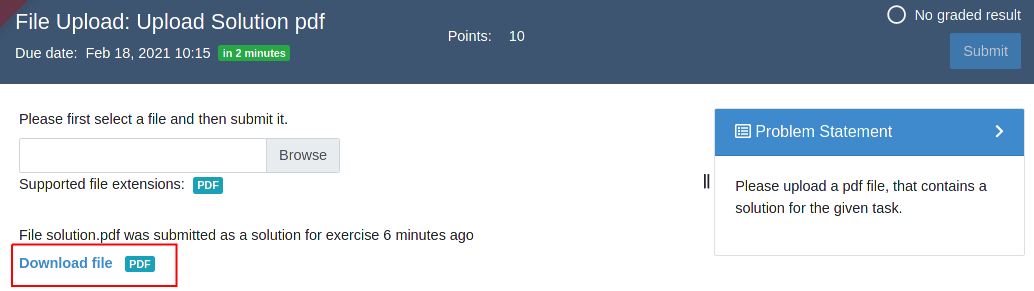 File Upload: Upload Solution pdf
Due date: Feb 18, 2021 10:15 in 2 minutes
Points: 10
No graded result
Submit
Please first select a file and then submit it.
Browse
Supported file extensions: PDF
File solution.pdf was submitted as a solution for exercise 6 minutes ago
Download file PDF
Problem Statement
Please upload a pdf file, that contains a
solution for the given task.